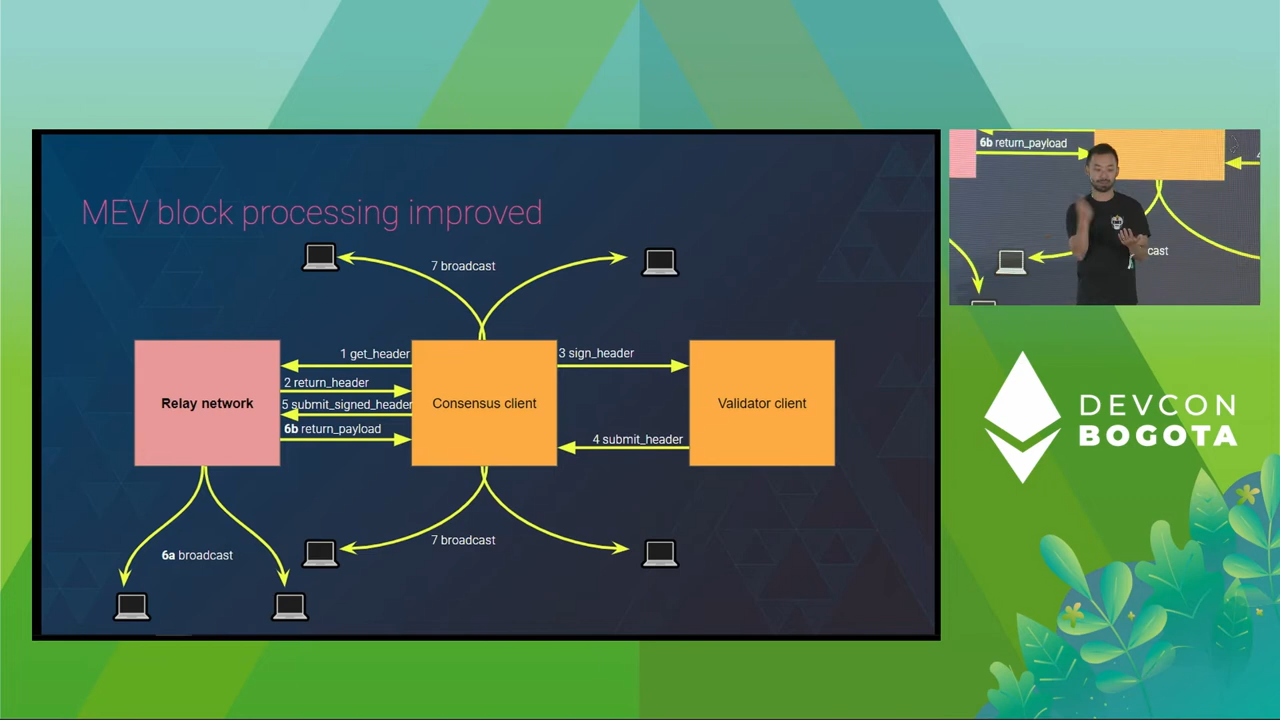 MEV block processing improved
7 broadcast
1 get_header
3 sign_header
2 return_header
Relay network
5 submit_signed_header
Consensus client
Validator client
6b return_payload
4 submit_header
7 broadcast
6a broadcast
6b return_payload
cast
DEVCON
BOGOTA